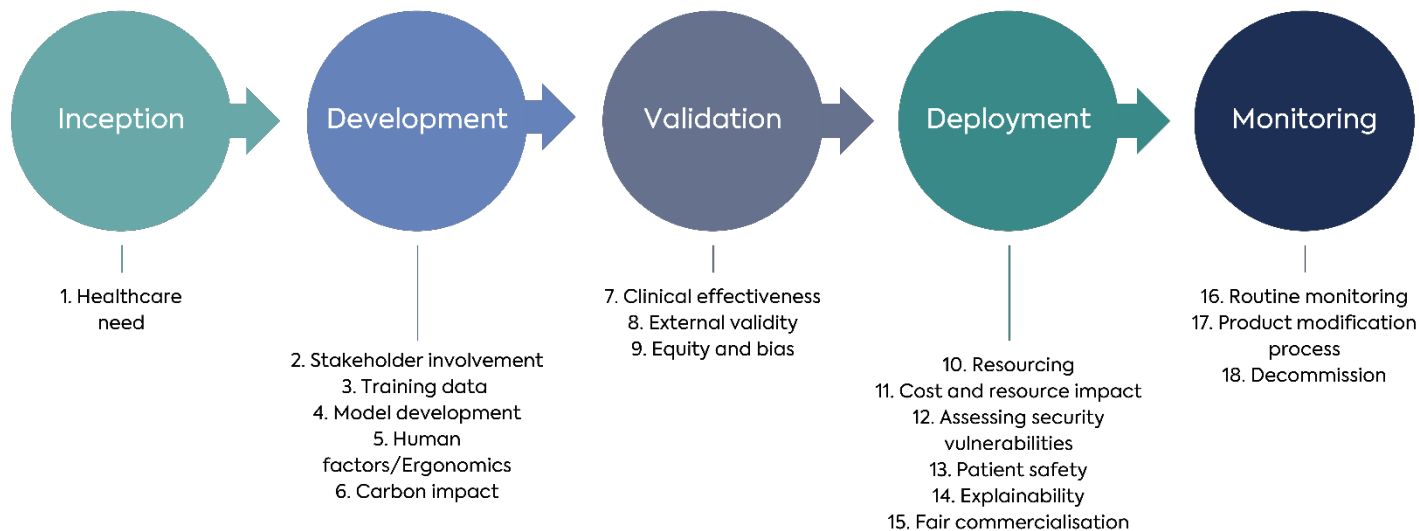 Inception
Development
Validation
Deployment
Monitoring
1. Healthcare
need
2. Stakeholder involvement
3. Training data
4. Model development
5. Human
factors/Ergonomics
6. Carbon impact
7. Clinical effectiveness
8. External validity
9. Equity and bias
10. Resourcing
11. Cost and resource impact
12. Assessing security
vulnerabilities
13. Patient safety
14. Explainability
15. Fair commercialisation
16. Routine monitoring
17. Product modification
process
18. Decommission